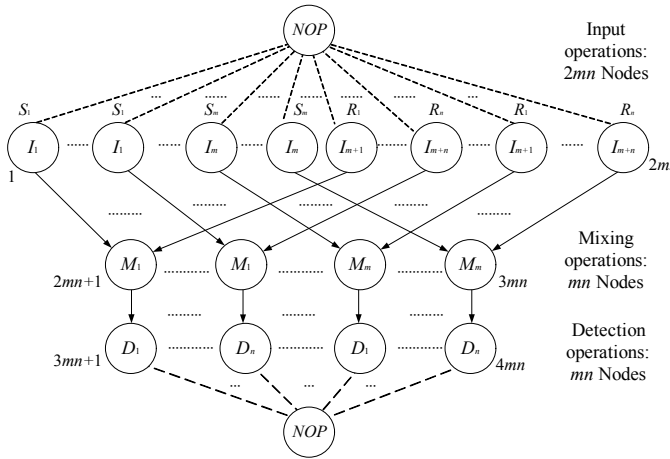 NOP
Input
operations:
2mn Nodes
S1 S1 Sm Sm R1 Rn R1 Rn
I1 I1 Im Im Im+1 Im+n Im+1 Im+n
1 2m
M1 M1 Mm Mm
2mn+1 3mn
Mixing
operations:
mn Nodes
D1 Dn D1 Dn
3mn+1 4mn
Detection
operations:
mn Nodes
NOP